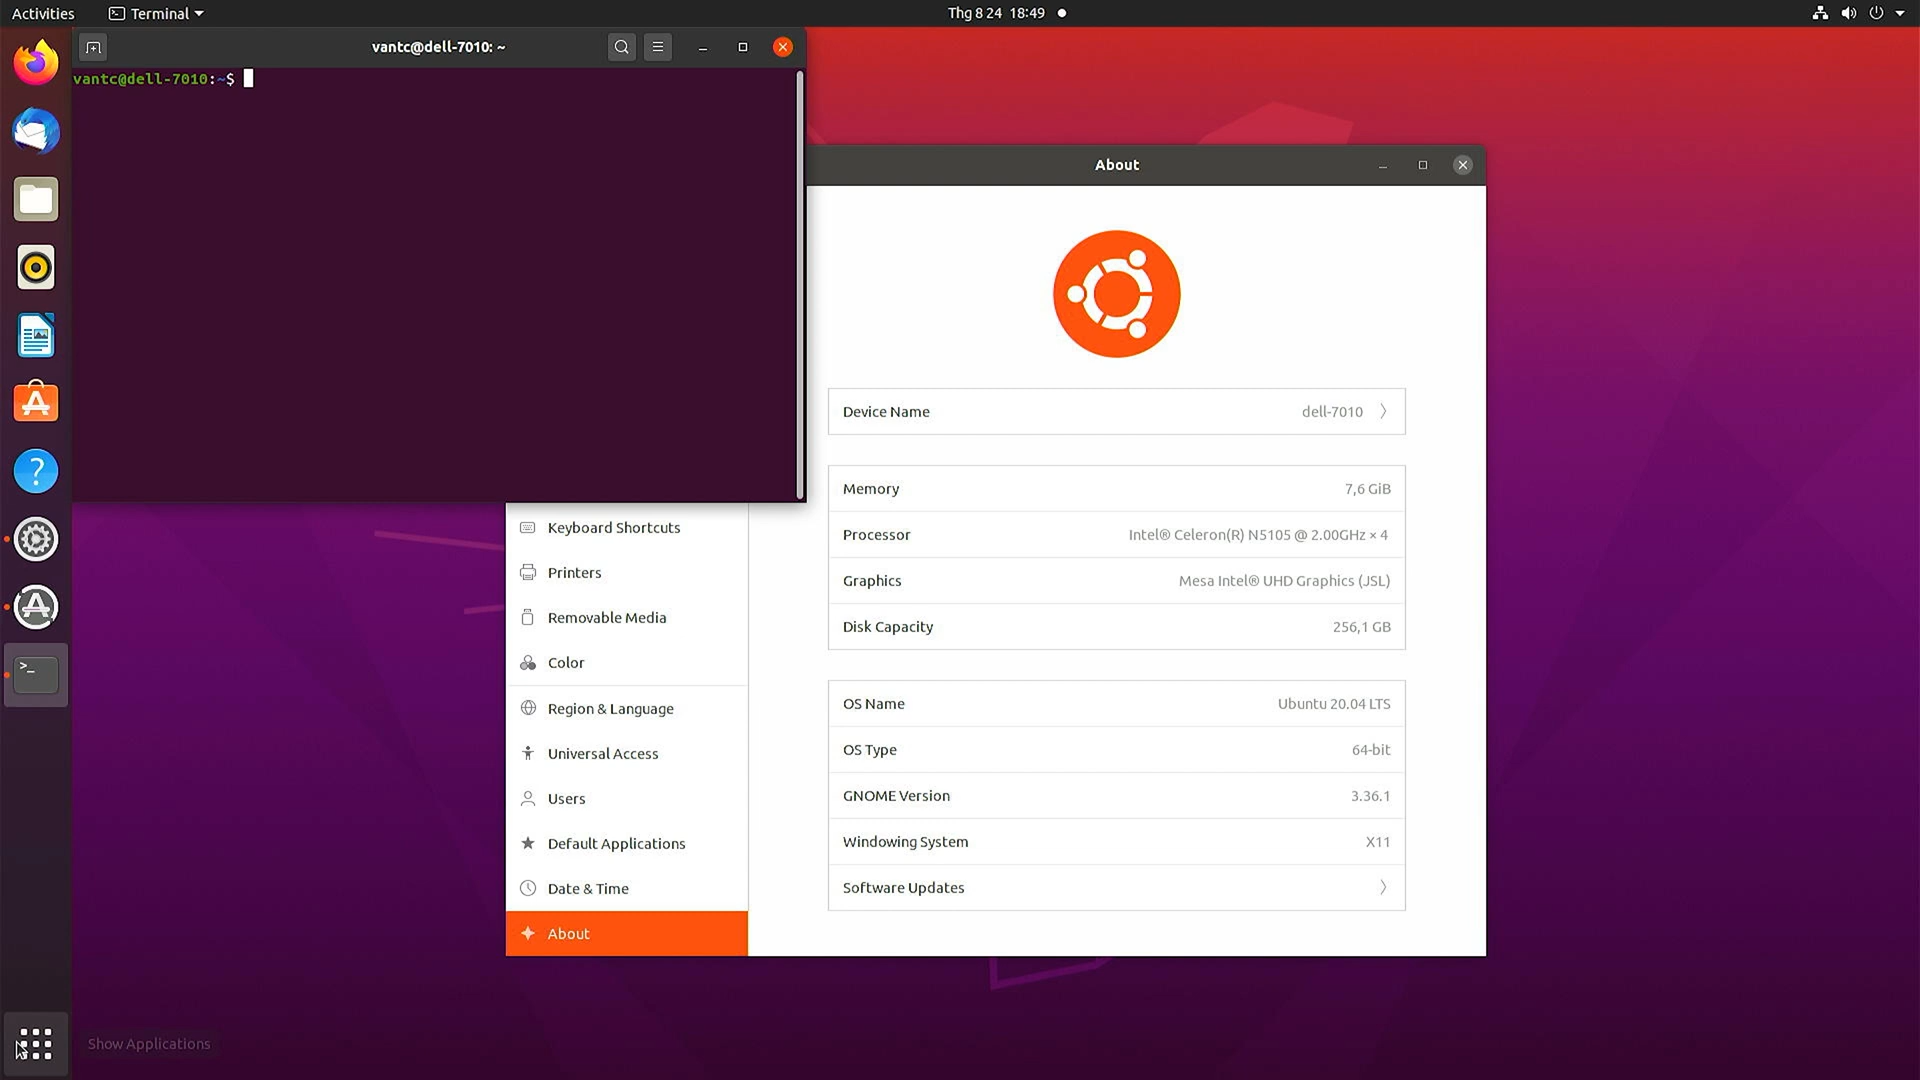 Activities
Terminal
Thg 8 24 18:49
vantc@dell-7010: ~
vantc@dell-7010:~$
About
Device Name
dell-7010
Memory
7,6 GiB
Processor
Intel® Celeron(R) N5105 @ 2.00GHz × 4
Graphics
Mesa Intel® UHD Graphics (JSL)
Disk Capacity
256,1 GB
OS Name
Ubuntu 20.04 LTS
OS Type
64-bit
GNOME Version
3.36.1
Windowing System
X11
Software Updates
Keyboard Shortcuts
Printers
Removable Media
Color
Region & Language
Universal Access
Users
Default Applications
Date & Time
About
Show Applications